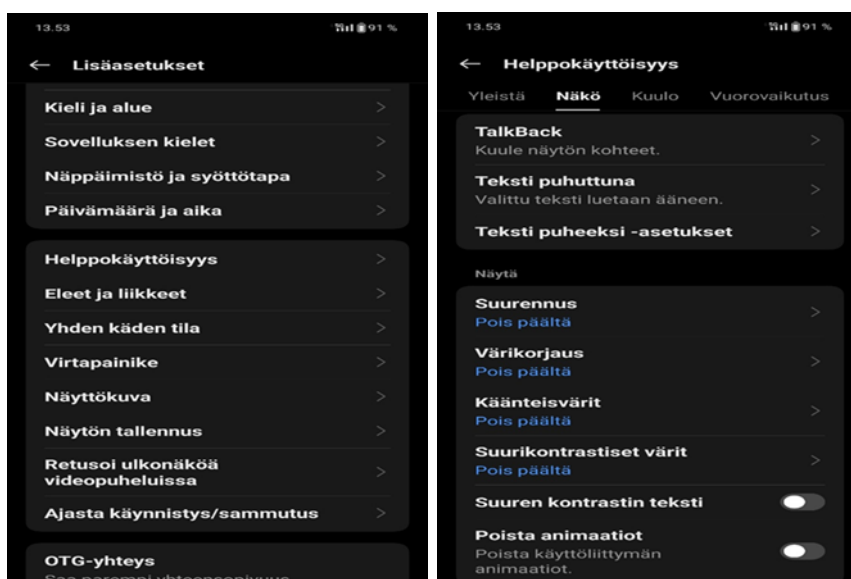 13.53
91 %
← Lisäasetukset
Kieli ja alue >
Sovelluksen kielet >
Näppäimistö ja syöttötapa >
Päivämäärä ja aika >
Helppokäyttöisyys >
Eleet ja liikkeet >
Yhden käden tila >
Virtapainike >
Näyttökuva >
Näytön tallennus >
Retusoi ulkonäköä
videopuheluissa >
Ajasta käynnistys/sammutus >
OTG-yhteys
13.53
91 %
← Helppokäyttöisyys
Yleistä Näkö Kuulo Vuorovaikutus
TalkBack >
Kuule näytön kohteet.
Teksti puhuttuna >
Valittu teksti luetaan ääneen.
Teksti puheeksi -asetukset >
Näytä
Suurennus >
Pois päältä
Värikorjaus >
Pois päältä
Käänteisvärit >
Pois päältä
Suurikontrastiset värit >
Pois päältä
Suuren kontrastin teksti
Poista animaatiot
Poista käyttöliittymän
animaatiot.